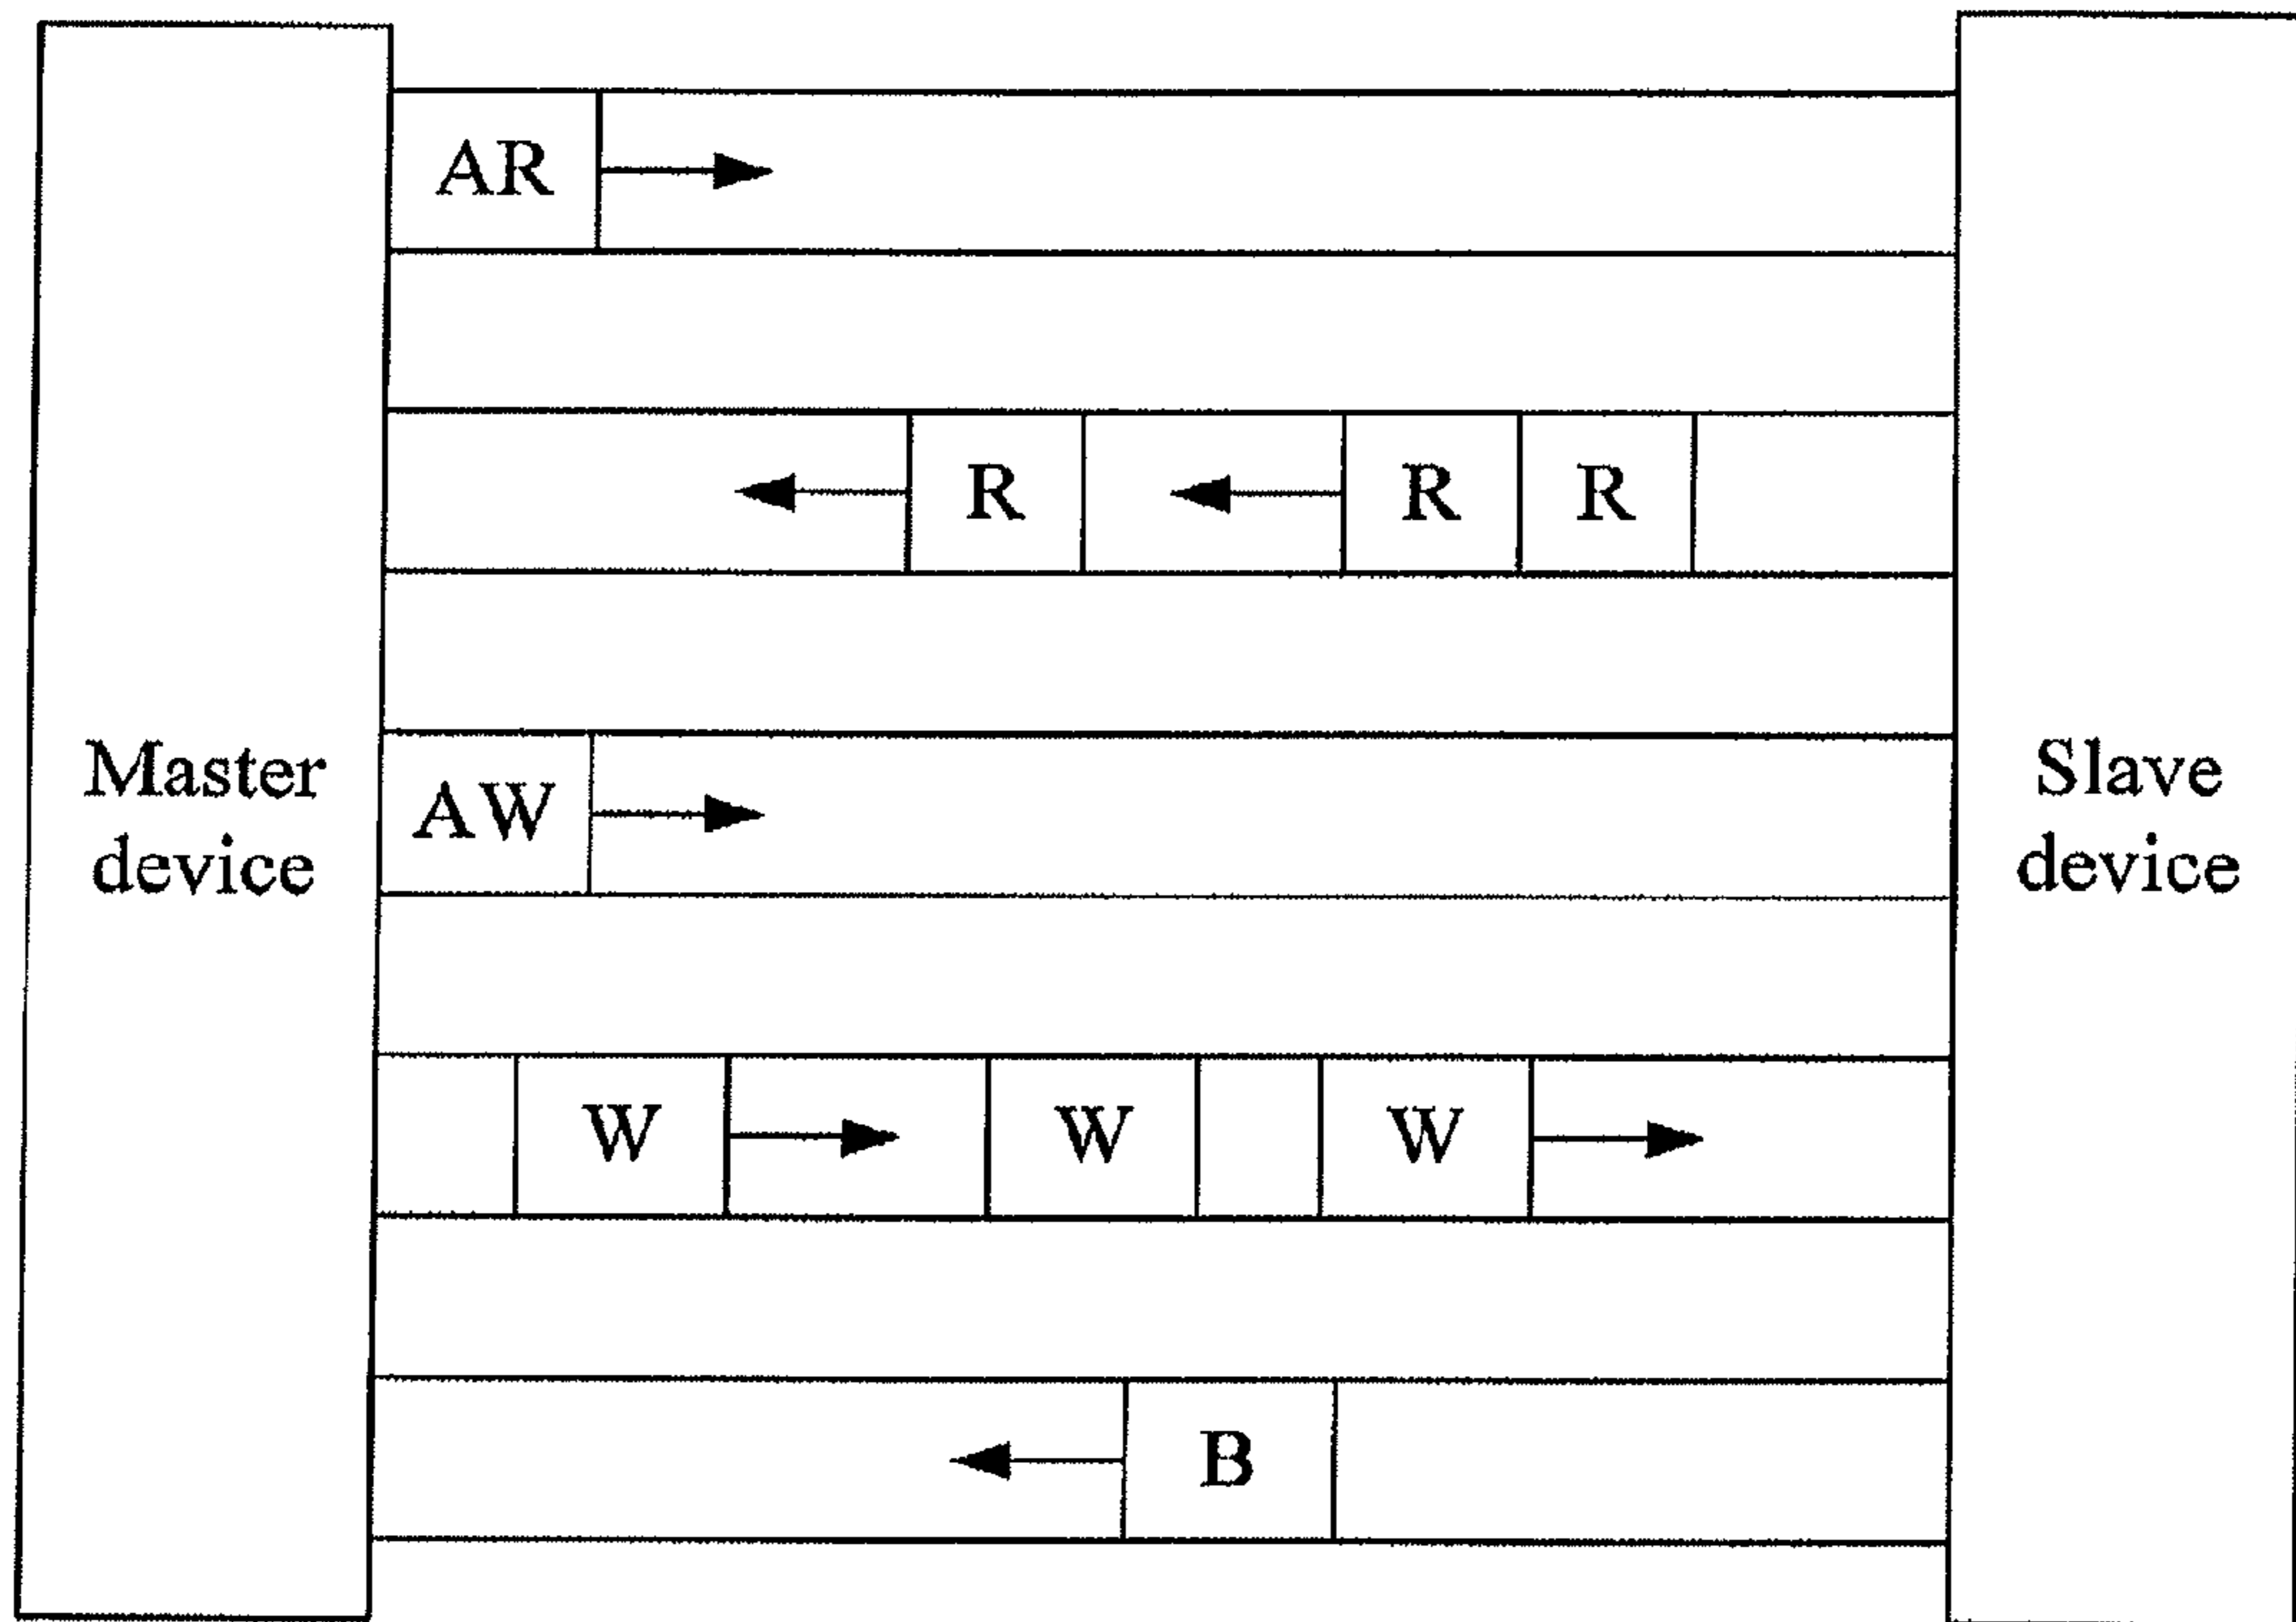 AR
R R R
Master
device
AW
Slave
device
W W W
B